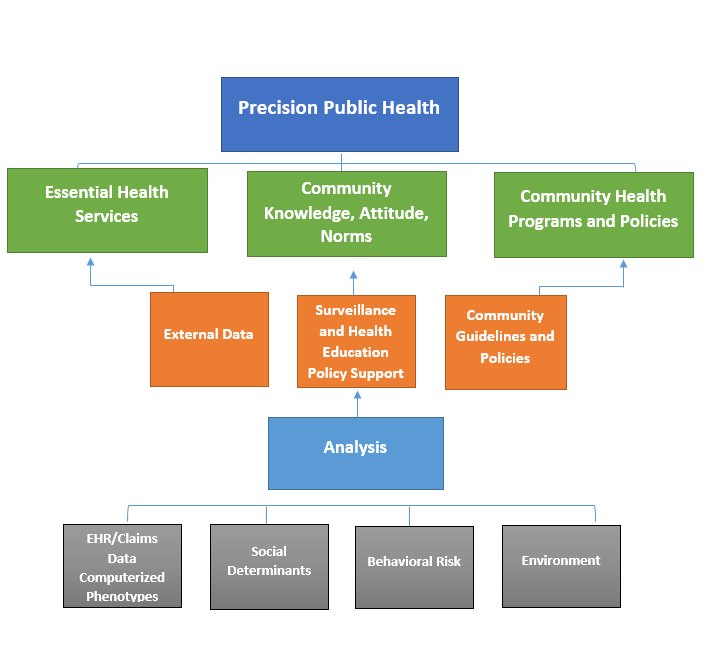 Precision Public Health
Essential Health
Services
Community
Knowledge, Attitude,
Norms
Community Health
Programs and Policies
External Data
Surveillance
and Health
Education
Policy Support
Community
Guidelines and
Policies
Analysis
EHR/Claims
Data
Computerized
Phenotypes
Social
Determinants
Behavioral Risk
Environment